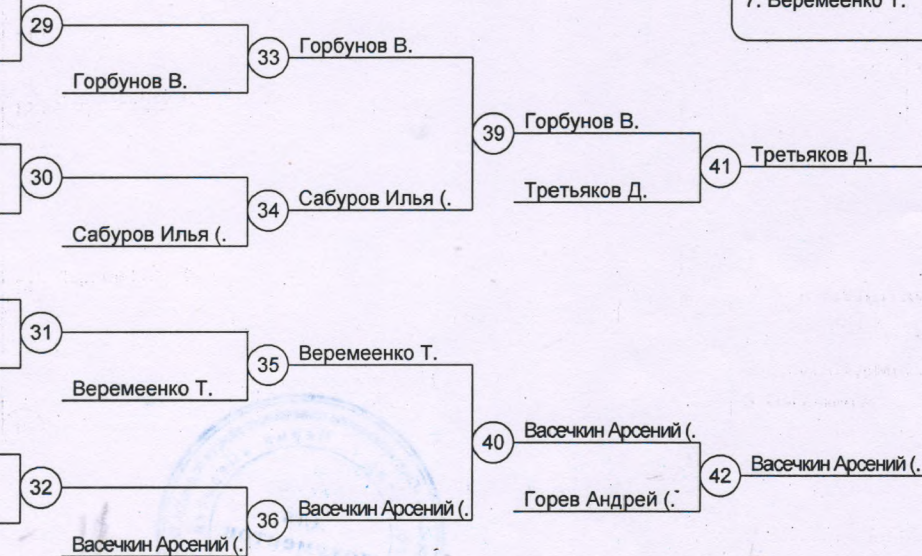 7. Веремеенко Т.
29
33
Горбунов В.
Горбунов В.
39
Горбунов В.
41
Третьяков Д.
30
34
Сабуров Илья (.
Третьяков Д.
Сабуров Илья (.
31
35
Веремеенко Т.
Веремеенко Т.
40
Васечкин Арсений (.
42
Васечкин Арсений (.
32
36
Васечкин Арсений (.
Горев Андрей (.
Васечкин Арсений (.